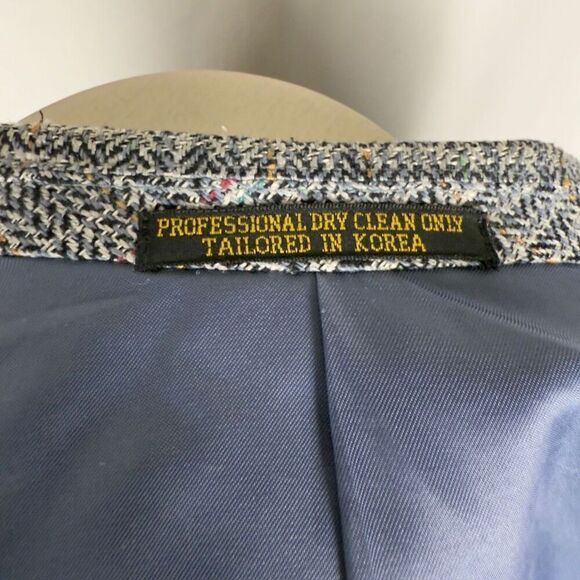 PROFESSIONAL DRY CLEAN ONLY
TAILORED IN KOREA